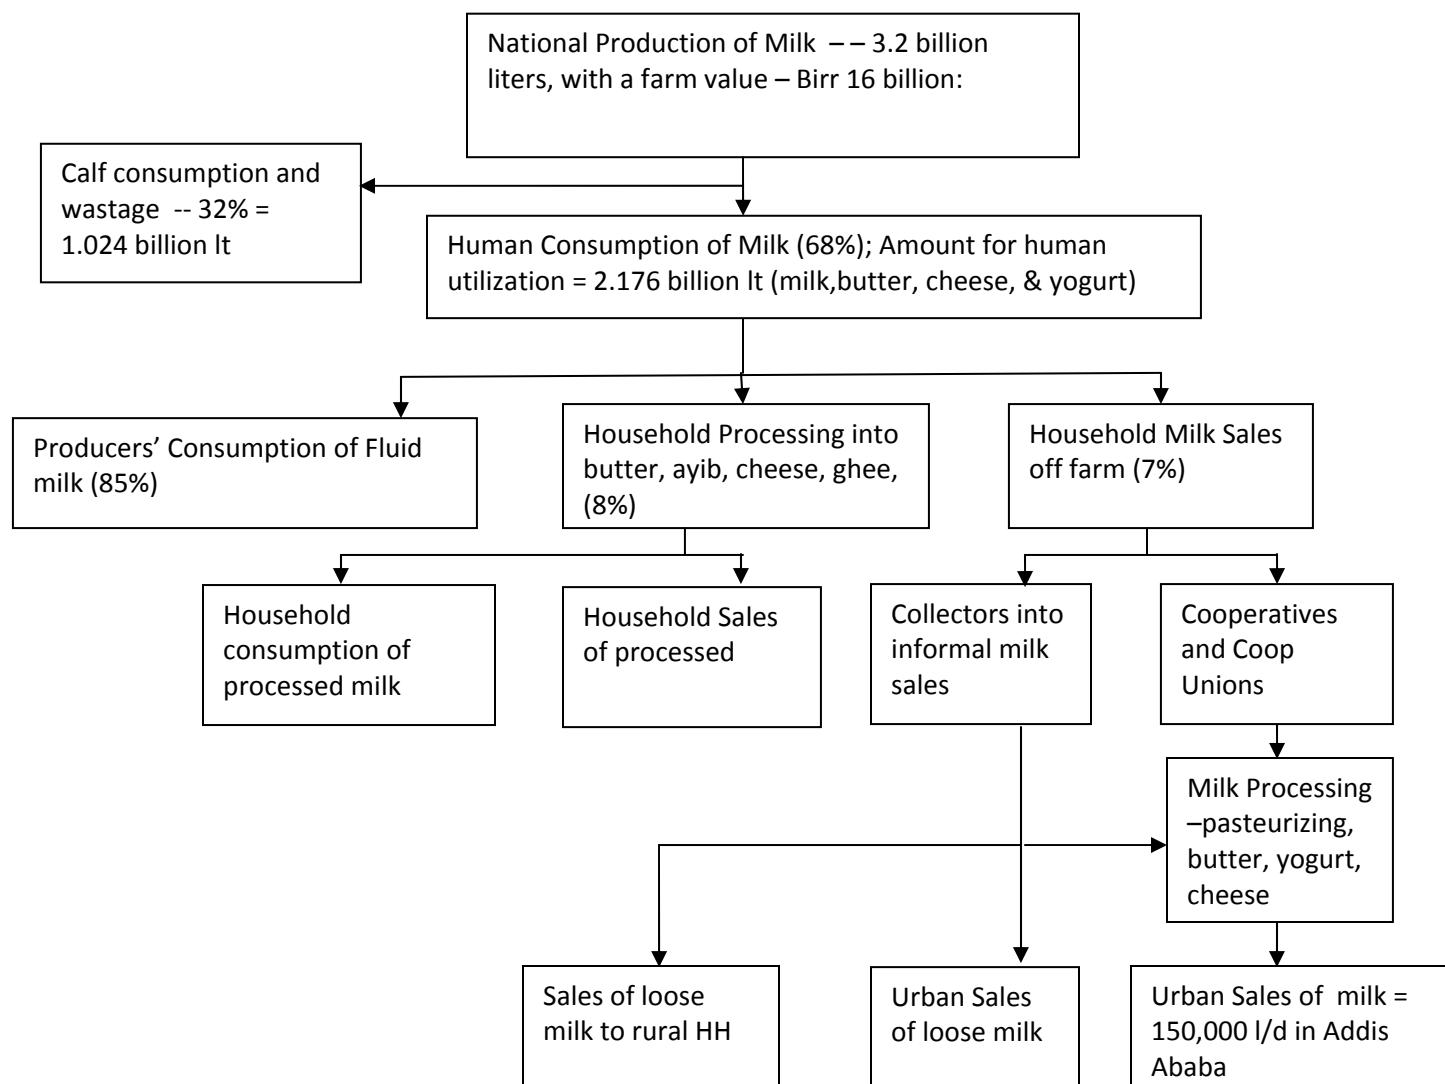 National Production of Milk – – 3.2 billion
liters, with a farm value – Birr 16 billion:
Calf consumption and
wastage -- 32% =
1.024 billion lt
Human Consumption of Milk (68%); Amount for human
utilization = 2.176 billion lt (milk,butter, cheese, & yogurt)
Producers’ Consumption of Fluid
milk (85%)
Household Processing into
butter, ayib, cheese, ghee,
(8%)
Household Milk Sales
off farm (7%)
Household
consumption of
processed milk
Household Sales
of processed
Collectors into
informal milk
sales
Cooperatives
and Coop
Unions
Milk Processing
–pasteurizing,
butter, yogurt,
cheese
Sales of loose
milk to rural HH
Urban Sales
of loose milk
Urban Sales of milk =
150,000 l/d in Addis
Ababa